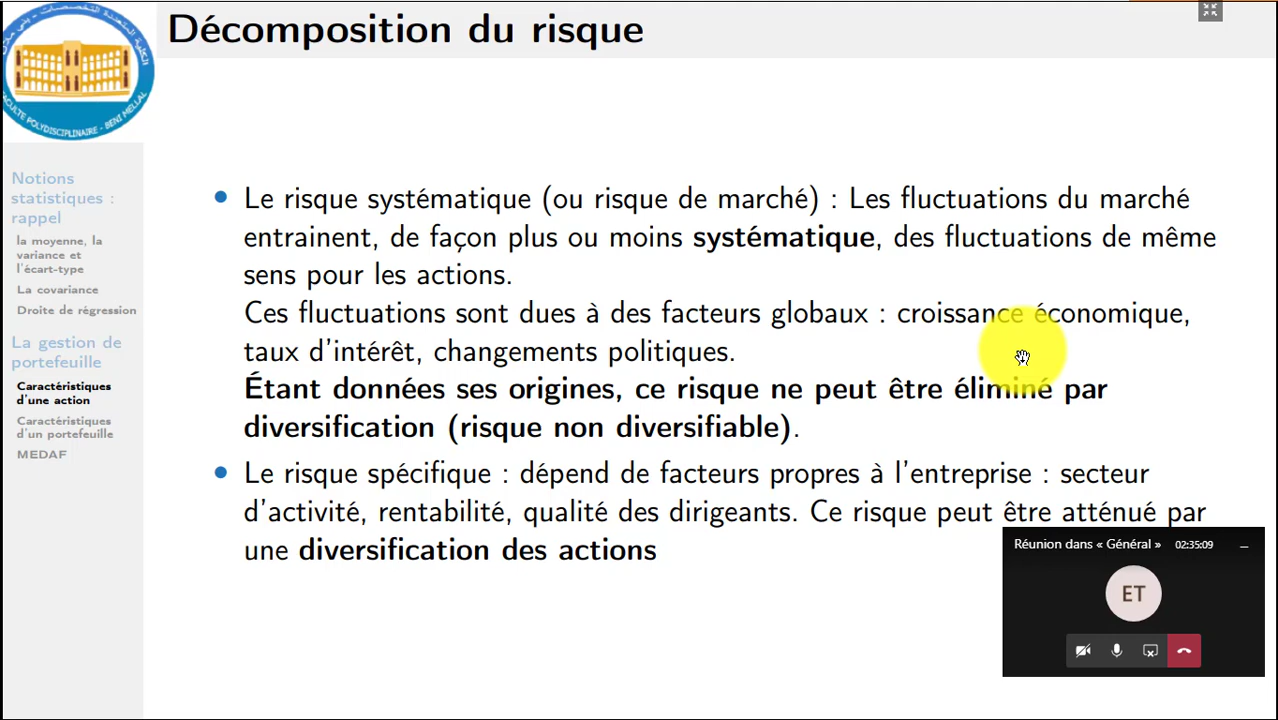 Décomposition du risque
FACULTE POLYDISCIPLINAIRE - BENI MELLAL
Notions
statistiques :
rappel
la moyenne, la
variance et
l'écart-type
La covariance
Droite de régression
La gestion de
portefeuille
Caractéristiques
d'une action
Caractéristiques
d'un portefeuille
MEDAF
• Le risque systématique (ou risque de marché) : Les fluctuations du marché
entrainent, de façon plus ou moins systématique, des fluctuations de même
sens pour les actions.
Ces fluctuations sont dues à des facteurs globaux : croissance économique,
taux d'intérêt, changements politiques.
Étant données ses origines, ce risque ne peut être éliminé par
diversification (risque non diversifiable).
• Le risque spécifique : dépend de facteurs propres à l'entreprise : secteur
d'activité, rentabilité, qualité des dirigeants. Ce risque peut être atténué par
une diversification des actions
Réunion dans « Général » 02:35:09
ET